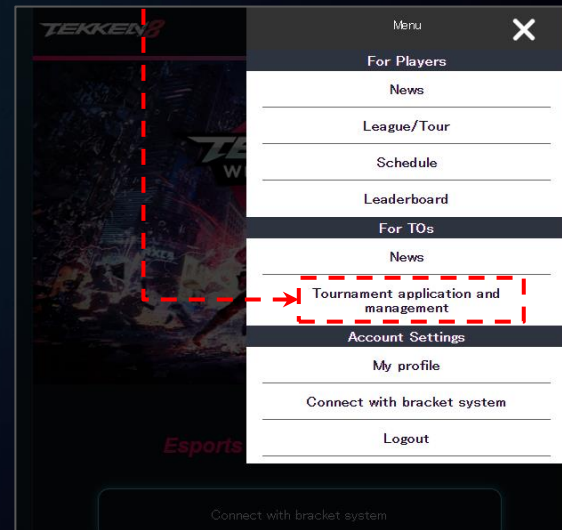 TEKKEN8
Menu
For Players
News
League/Tour
Schedule
Leaderboard
For TOs
News
Tournament application and
management
Account Settings
My profile
Connect with bracket system
Logout
Esports
Connect with bracket system